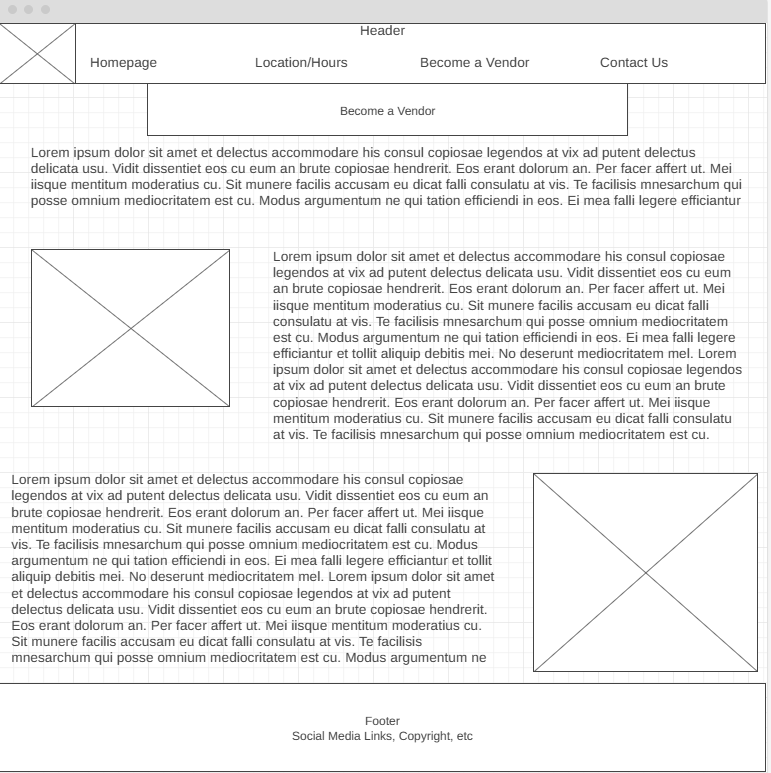 Header
Homepage Location/Hours Become a Vendor Contact Us
Become a Vendor
Lorem ipsum dolor sit amet et delectus accommodare his consul copiosae legendos at vix ad putent delectus
delicata usu. Vidit dissentiet eos cu eum an brute copiosae hendrerit. Eos erant dolorum an. Per facer affert ut. Mei
iisque mentitum moderatius cu. Sit munere facilis accusam eu dicat falli consulatu at vis. Te facilisis mnesarchum qui
posse omnium mediocritatem est cu. Modus argumentum ne qui tation efficiendi in eos. Ei mea falli legere efficiantur
Lorem ipsum dolor sit amet et delectus accommodare his consul copiosae
legendos at vix ad putent delectus delicata usu. Vidit dissentiet eos cu eum
an brute copiosae hendrerit. Eos erant dolorum an. Per facer affert ut. Mei
iisque mentitum moderatius cu. Sit munere facilis accusam eu dicat falli
consulatu at vis. Te facilisis mnesarchum qui posse omnium mediocritatem
est cu. Modus argumentum ne qui tation efficiendi in eos. Ei mea falli legere
efficiantur et tollit aliquip debitis mei. No deserunt mediocritatem mel. Lorem
ipsum dolor sit amet et delectus accommodare his consul copiosae legendos
at vix ad putent delectus delicata usu. Vidit dissentiet eos cu eum an brute
copiosae hendrerit. Eos erant dolorum an. Per facer affert ut. Mei iisque
mentitum moderatius cu. Sit munere facilis accusam eu dicat falli consulatu
at vis. Te facilisis mnesarchum qui posse omnium mediocritatem est cu.
Lorem ipsum dolor sit amet et delectus accommodare his consul copiosae
legendos at vix ad putent delectus delicata usu. Vidit dissentiet eos cu eum an
brute copiosae hendrerit. Eos erant dolorum an. Per facer affert ut. Mei iisque
mentitum moderatius cu. Sit munere facilis accusam eu dicat falli consulatu at
vis. Te facilisis mnesarchum qui posse omnium mediocritatem est cu. Modus
argumentum ne qui tation efficiendi in eos. Ei mea falli legere efficiantur et tollit
aliquip debitis mei. No deserunt mediocritatem mel. Lorem ipsum dolor sit amet
et delectus accommodare his consul copiosae legendos at vix ad putent
delectus delicata usu. Vidit dissentiet eos cu eum an brute copiosae hendrerit.
Eos erant dolorum an. Per facer affert ut. Mei iisque mentitum moderatius cu.
Sit munere facilis accusam eu dicat falli consulatu at vis. Te facilisis
mnesarchum qui posse omnium mediocritatem est cu. Modus argumentum ne
Footer
Social Media Links, Copyright, etc